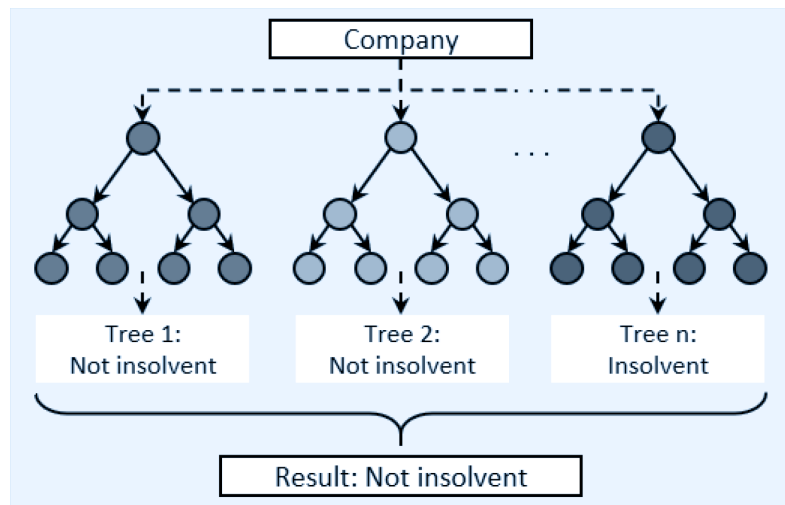 Company
. . .
. . .
Tree 1:
Not insolvent
Tree 2:
Not insolvent
Tree n:
Insolvent
Result: Not insolvent